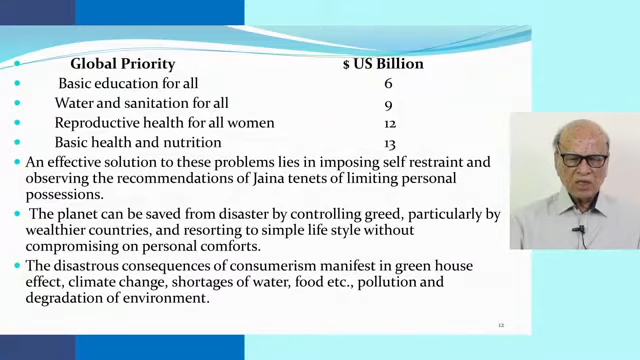 • Global Priority $ US Billion
• Basic education for all 6
• Water and sanitation for all 9
• Reproductive health for all women 12
• Basic health and nutrition 13
• An effective solution to these problems lies in imposing self restraint and
observing the recommendations of Jaina tenets of limiting personal
possessions.
• The planet can be saved from disaster by controlling greed, particularly by
wealthier countries, and resorting to simple life style without
compromising on personal comforts.
• The disastrous consequences of consumerism manifest in green house
effect, climate change, shortages of water, food etc., pollution and
degradation of environment.
12